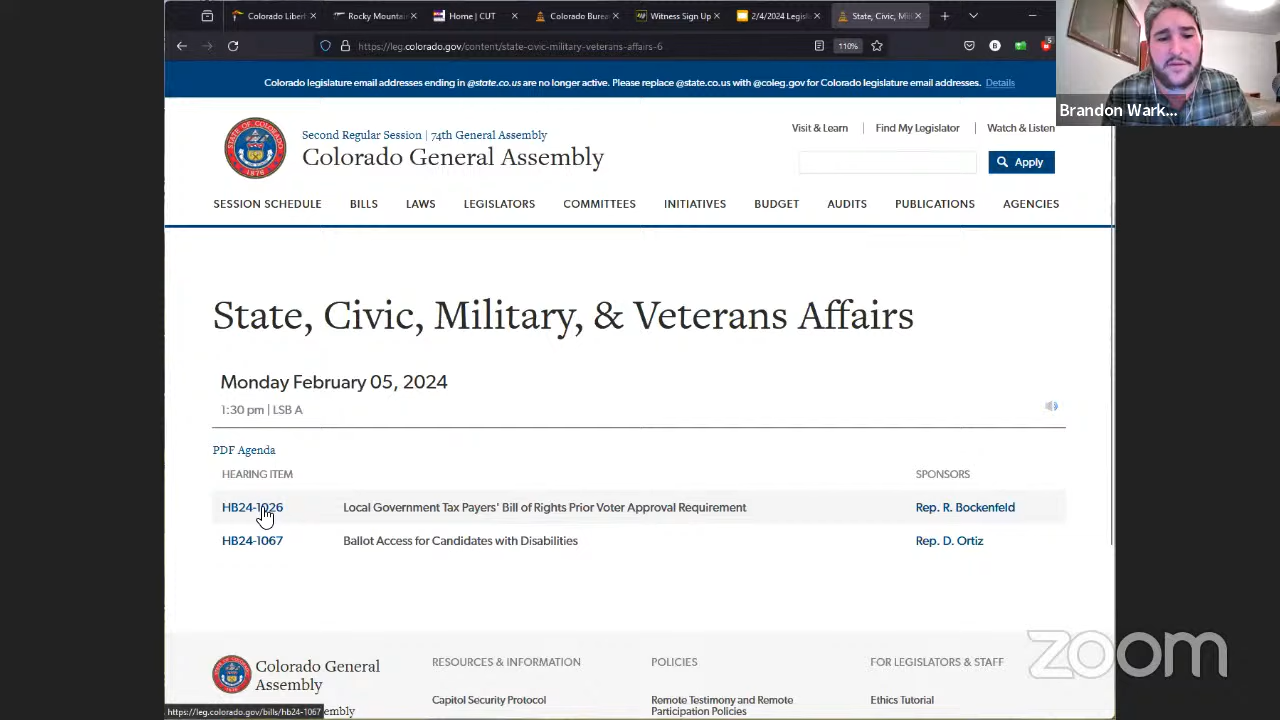 Colorado Libert
Rocky Mountain
Home | CUT
Colorado Bureau
Witness Sign Up
2/4/2024 Legisl
State, Civic, Mil
https://leg.colorado.gov/content/state-civic-military-veterans-affairs-6
110%
Colorado legislature email addresses ending in @state.co.us are no longer active. Please replace @state.co.us with @coleg.gov for Colorado legislature email addresses. Details
Brandon Wark...
Second Regular Session | 74th General Assembly
Colorado General Assembly
Visit & Learn | Find My Legislator | Watch & Listen
Apply
SESSION SCHEDULE BILLS LAWS LEGISLATORS COMMITTEES INITIATIVES BUDGET AUDITS PUBLICATIONS AGENCIES
State, Civic, Military, & Veterans Affairs
Monday February 05, 2024
1:30 pm | LSB A
PDF Agenda
HEARING ITEM SPONSORS
HB24-1026 Local Government Tax Payers' Bill of Rights Prior Voter Approval Requirement Rep. R. Bockenfeld
HB24-1067 Ballot Access for Candidates with Disabilities Rep. D. Ortiz
zoom
Colorado General
Assembly
RESOURCES & INFORMATION
Capitol Security Protocol
POLICIES
Remote Testimony and Remote
Participation Policies
FOR LEGISLATORS & STAFF
Ethics Tutorial
https://leg.colorado.gov/bills/hb24-1067